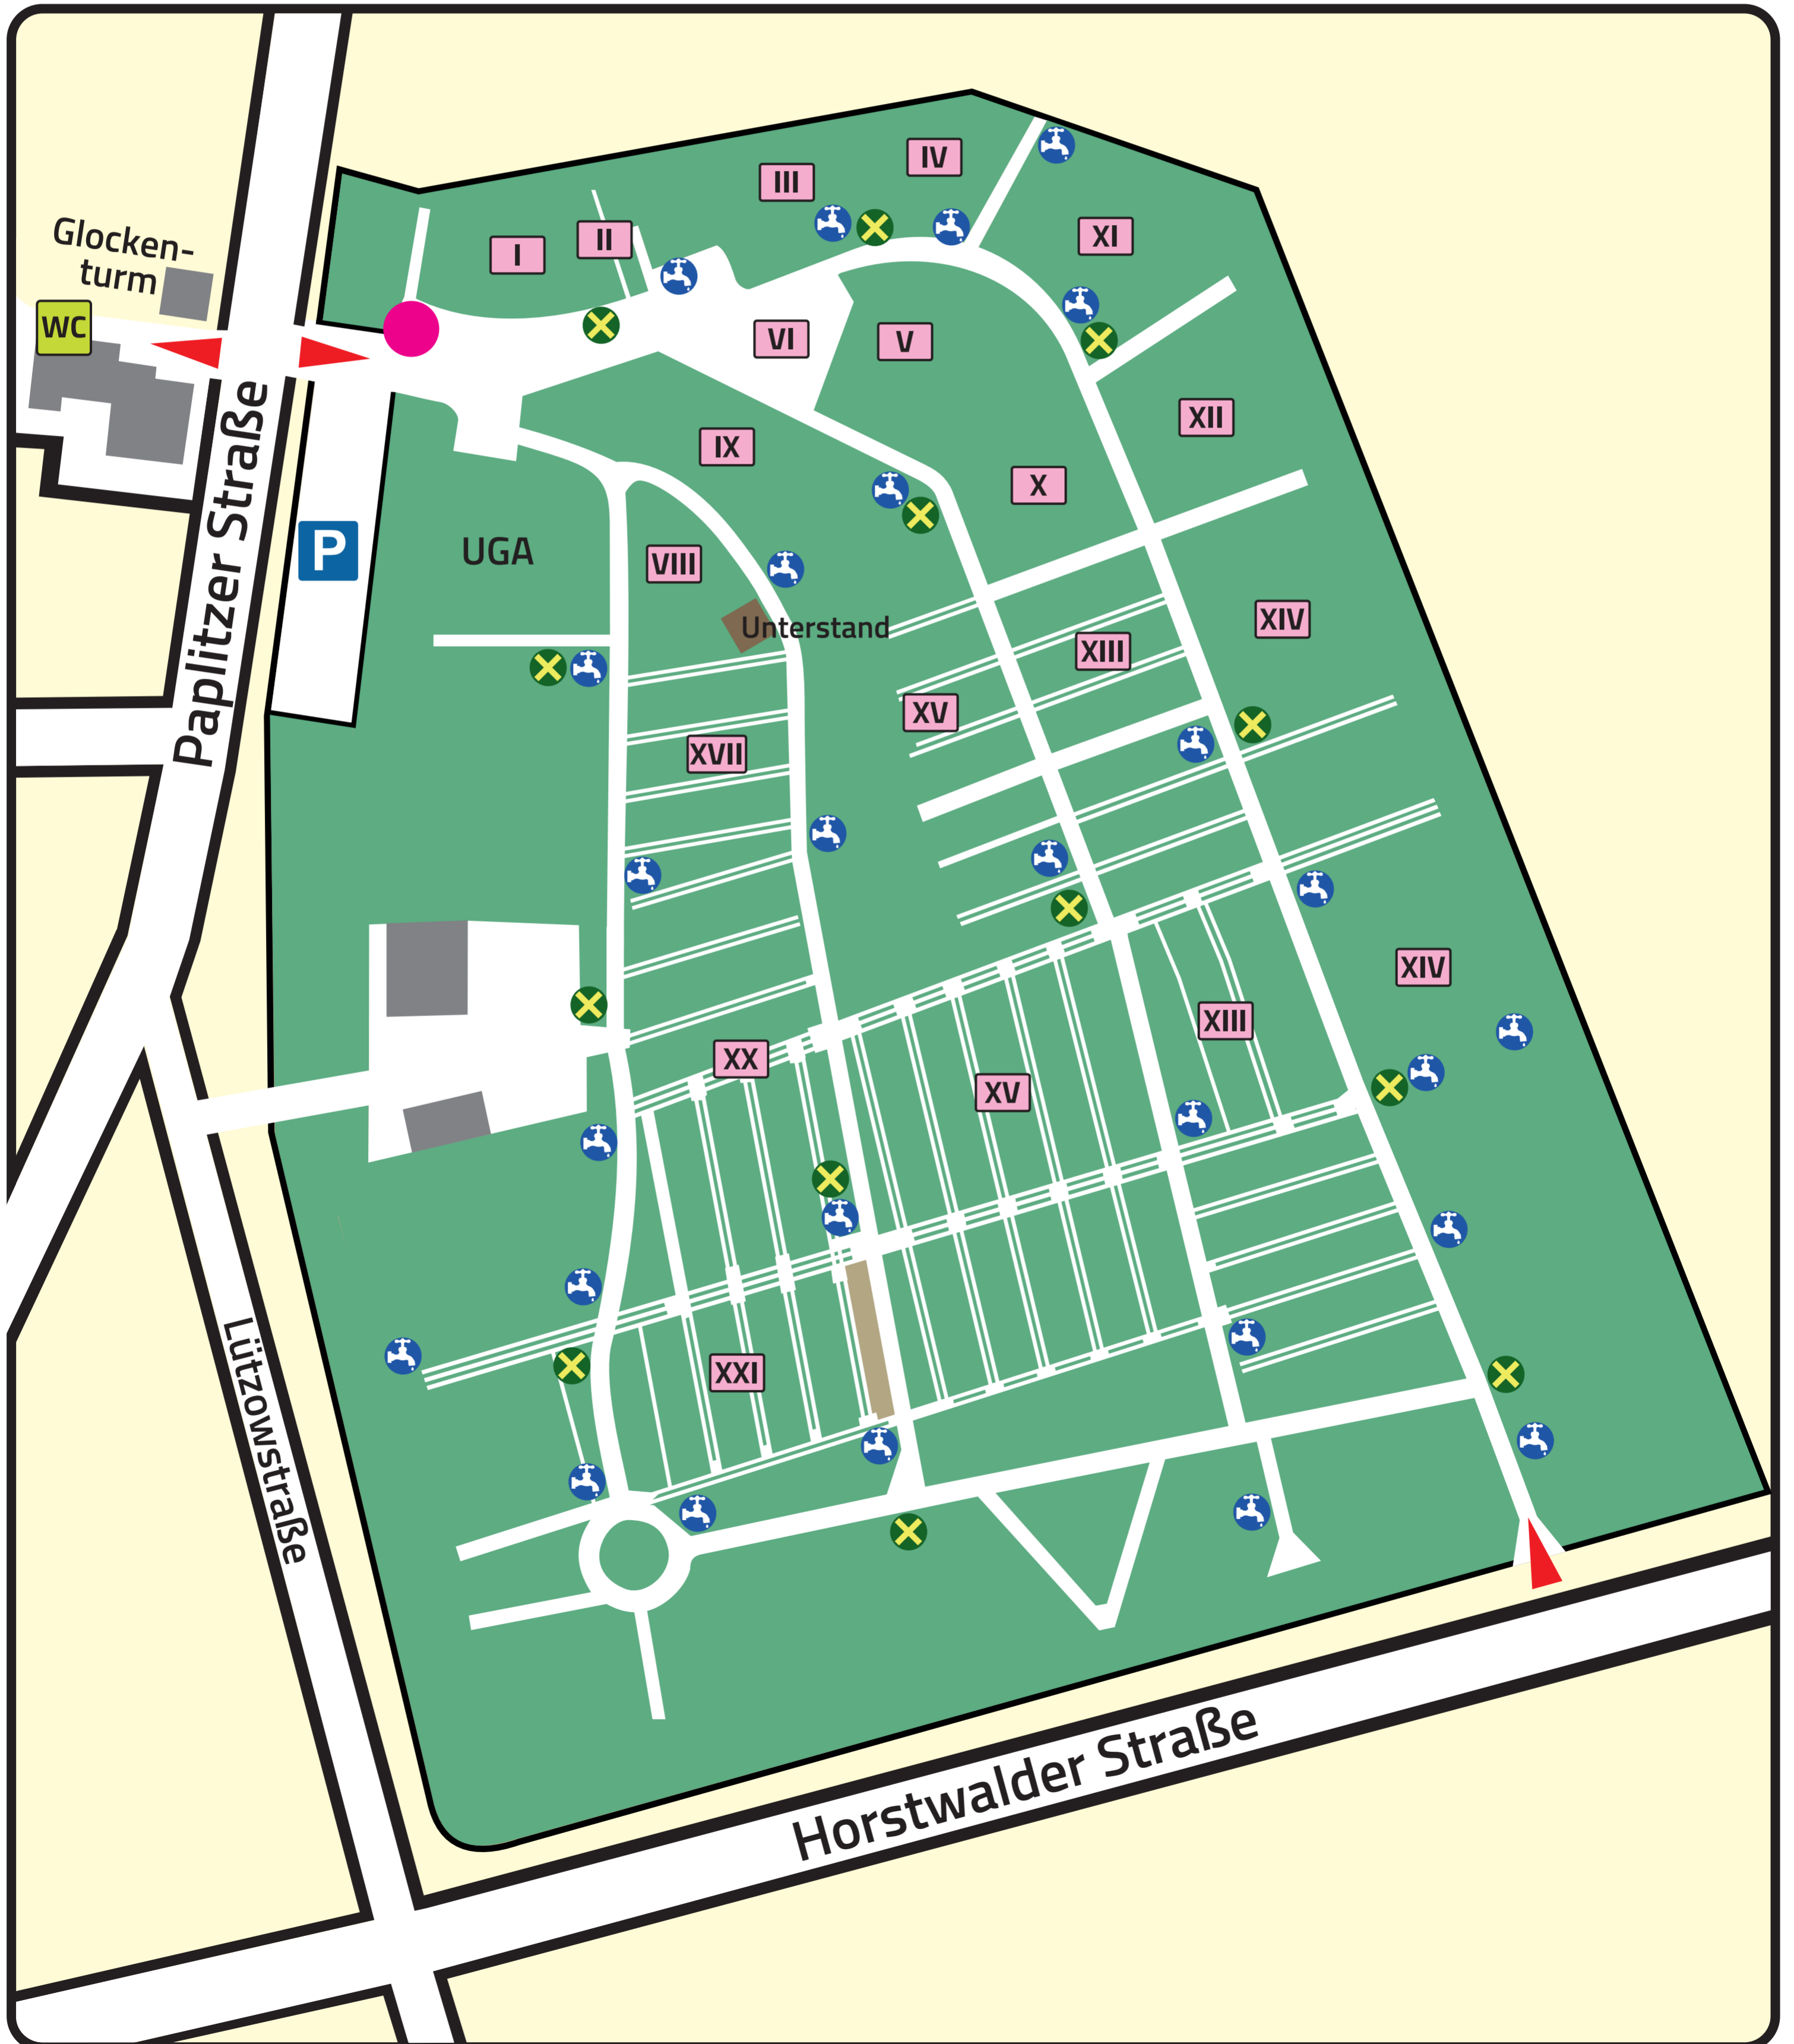 IV
III
Glocken-
turm
I
II
XI
WC
VI
V
XII
IX
X
P
UGA
VIII
Unterstand
XIV
XIII
Paplitzer Straße
XV
XVII
XIV
XIII
XX
XV
XXI
Lützowstraße
Horstwalder Straße